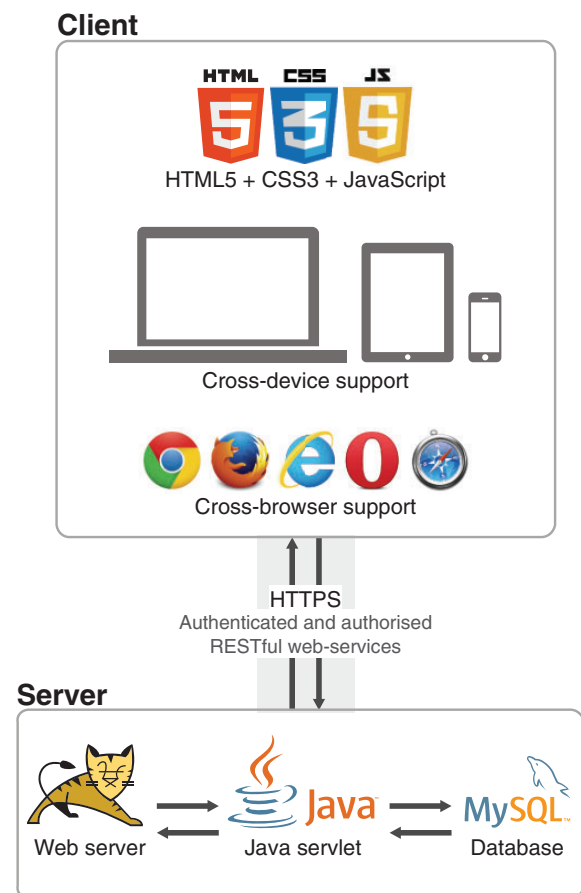 Client
HTML CSS JS
HTML5 + CSS3 + JavaScript
Cross-device support
Cross-browser support
HTTPS
Authenticated and authorised
RESTful web-services
Server
Java
MySQL
Web server Java servlet Database